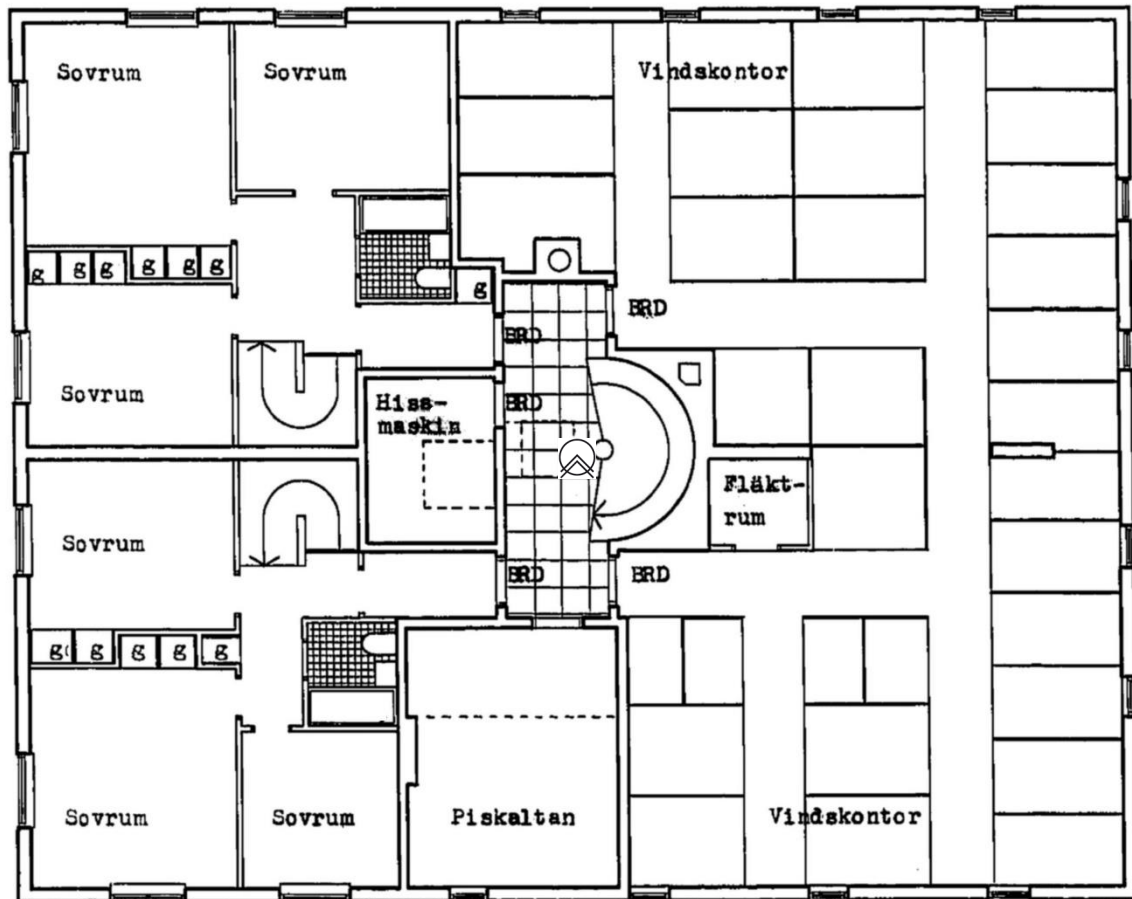 Sovrum
Sovrum
Vindskontor
g g g g g g
g
BRD
BRD
Sovrum
Hiss-
maskin
BRD
Sovrum
Fläkt-
rum
BRD
BRD
g g g g g
Sovrum
Sovrum
Piskaltan
Vindskontor